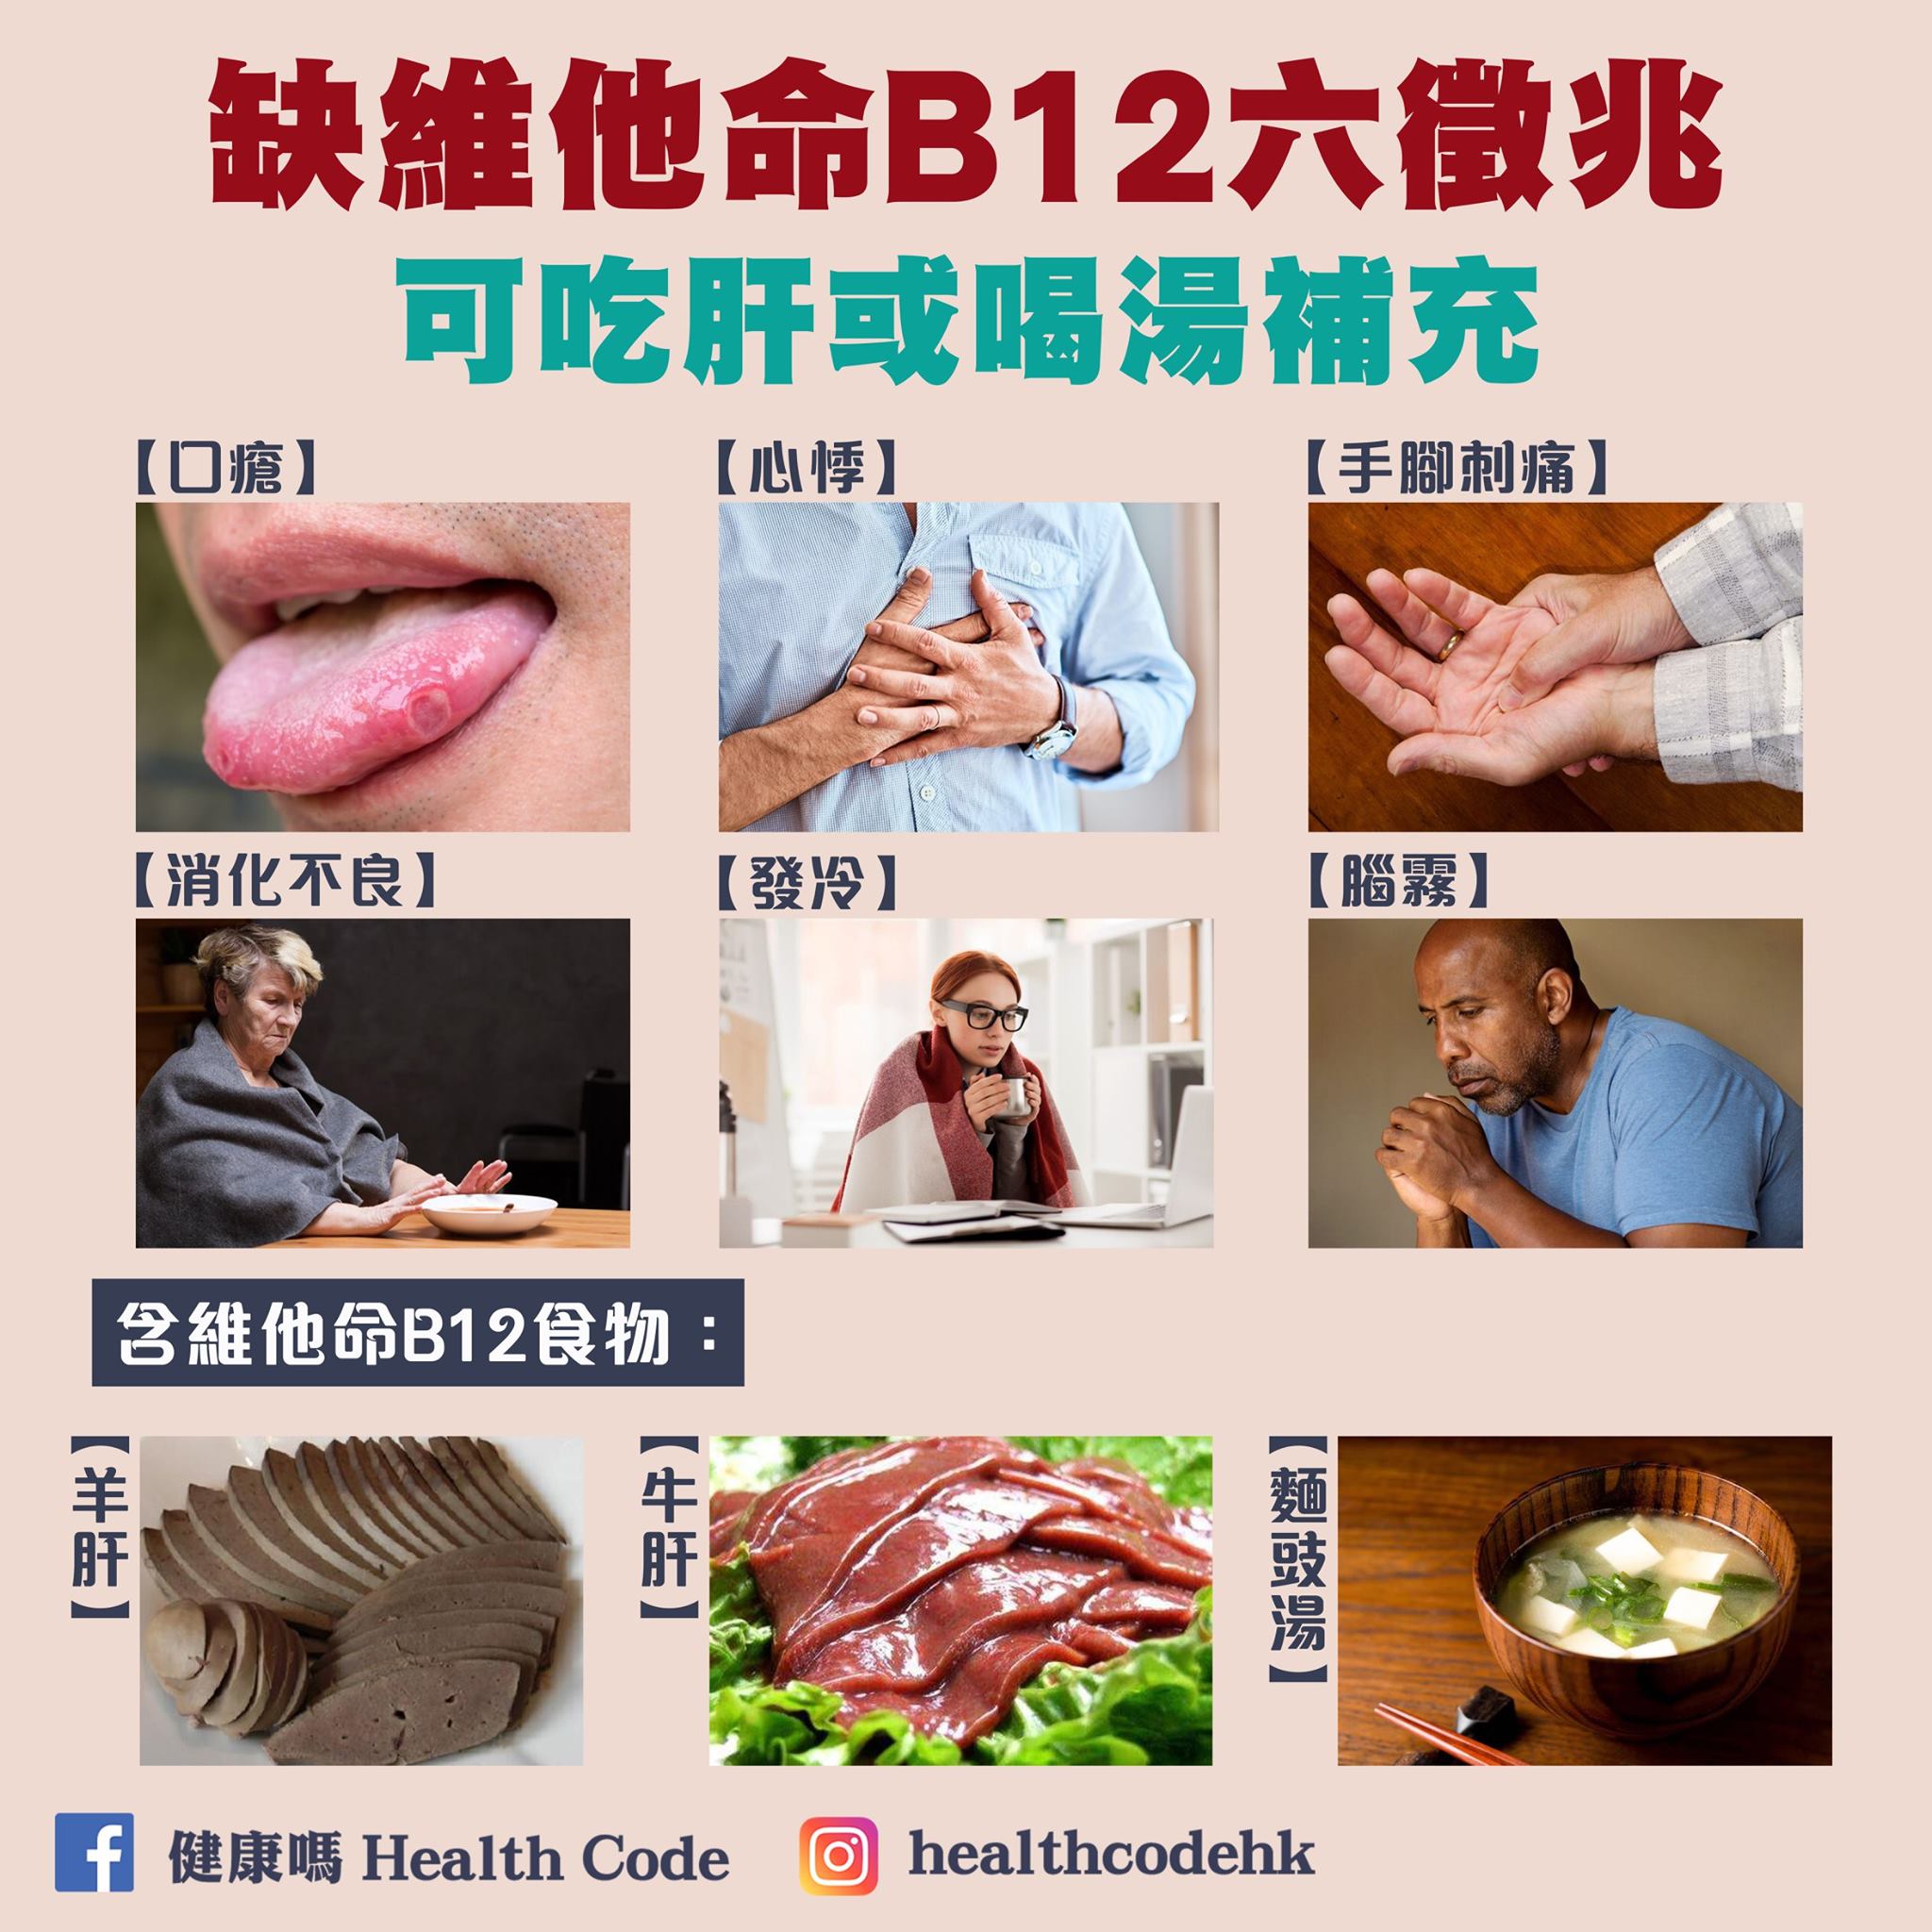 缺維他命B12六徵兆
可吃肝或喝湯補充
【口瘡】
【心悸】
【手腳刺痛】
【消化不良】
【發冷】
【腦霧】
含維他命B12食物：
【羊肝】
【牛肝】
【麵豉湯】
健康嗎 Health Code
healthcodehk